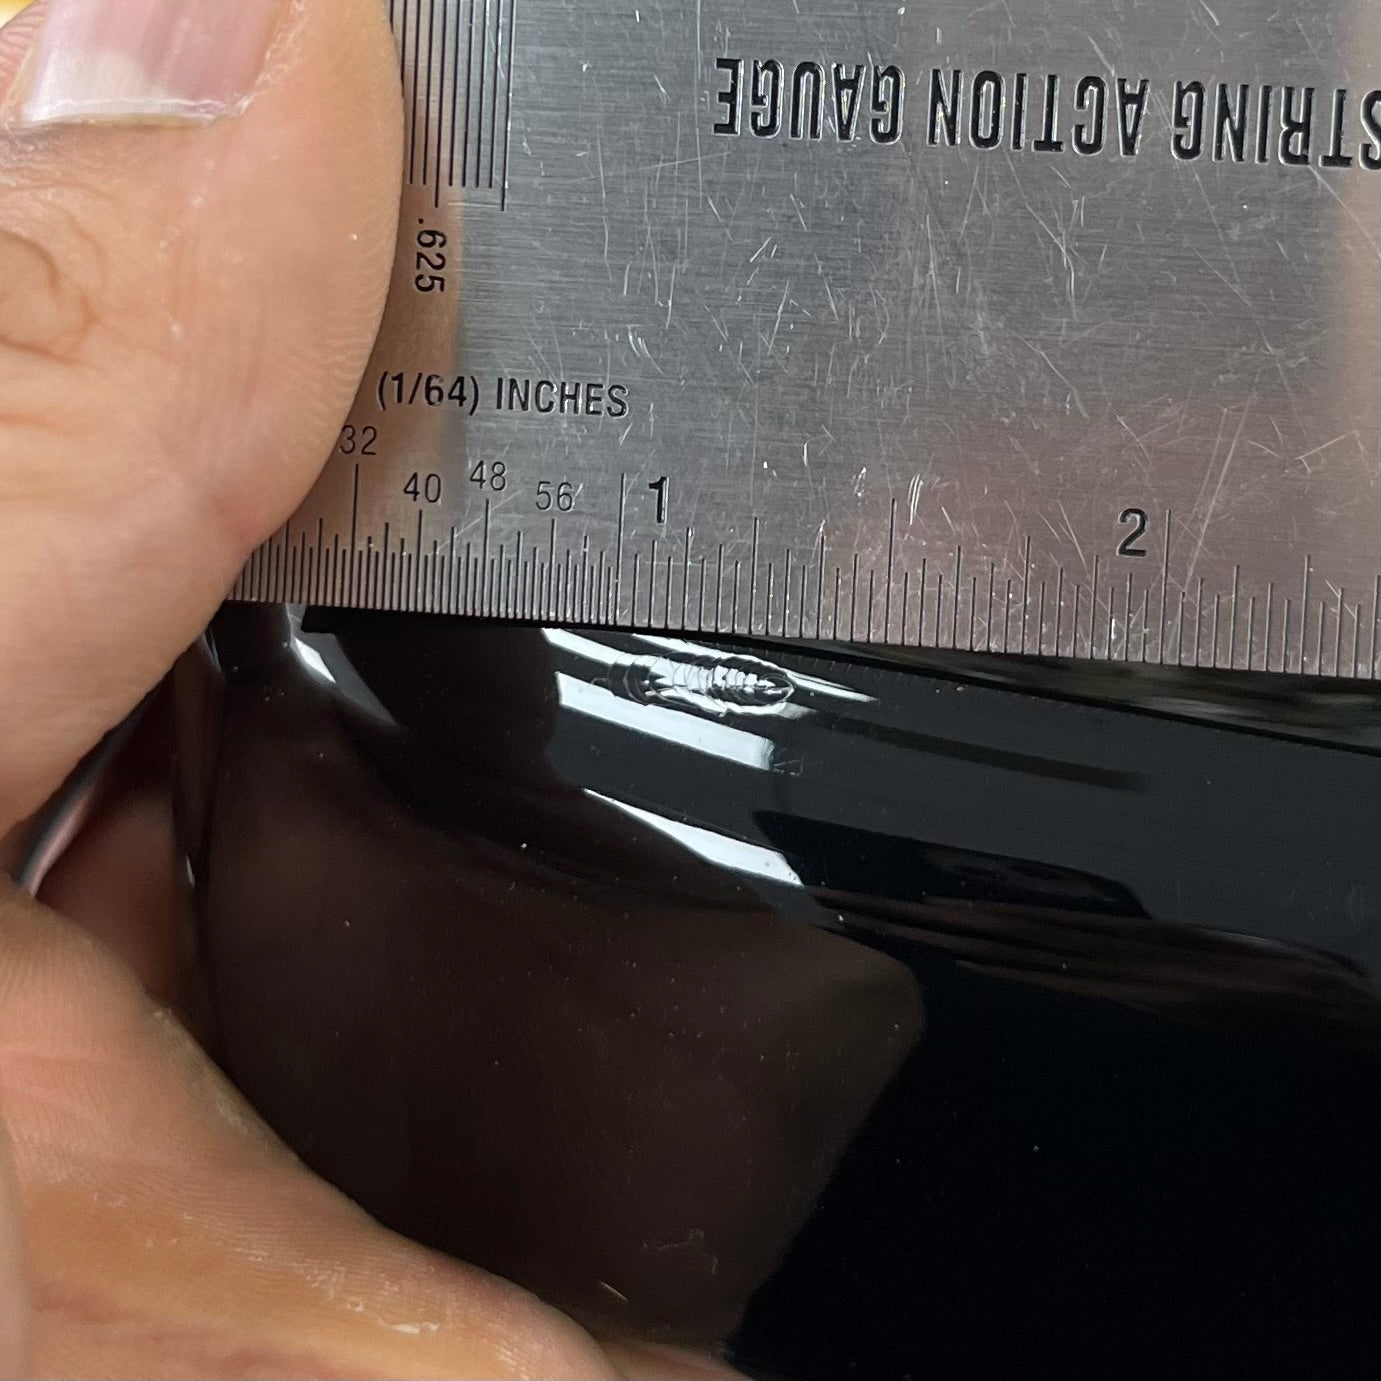 STRING ACTION GAUGE
.625
(1/64) INCHES
32 40 48 56 1 2